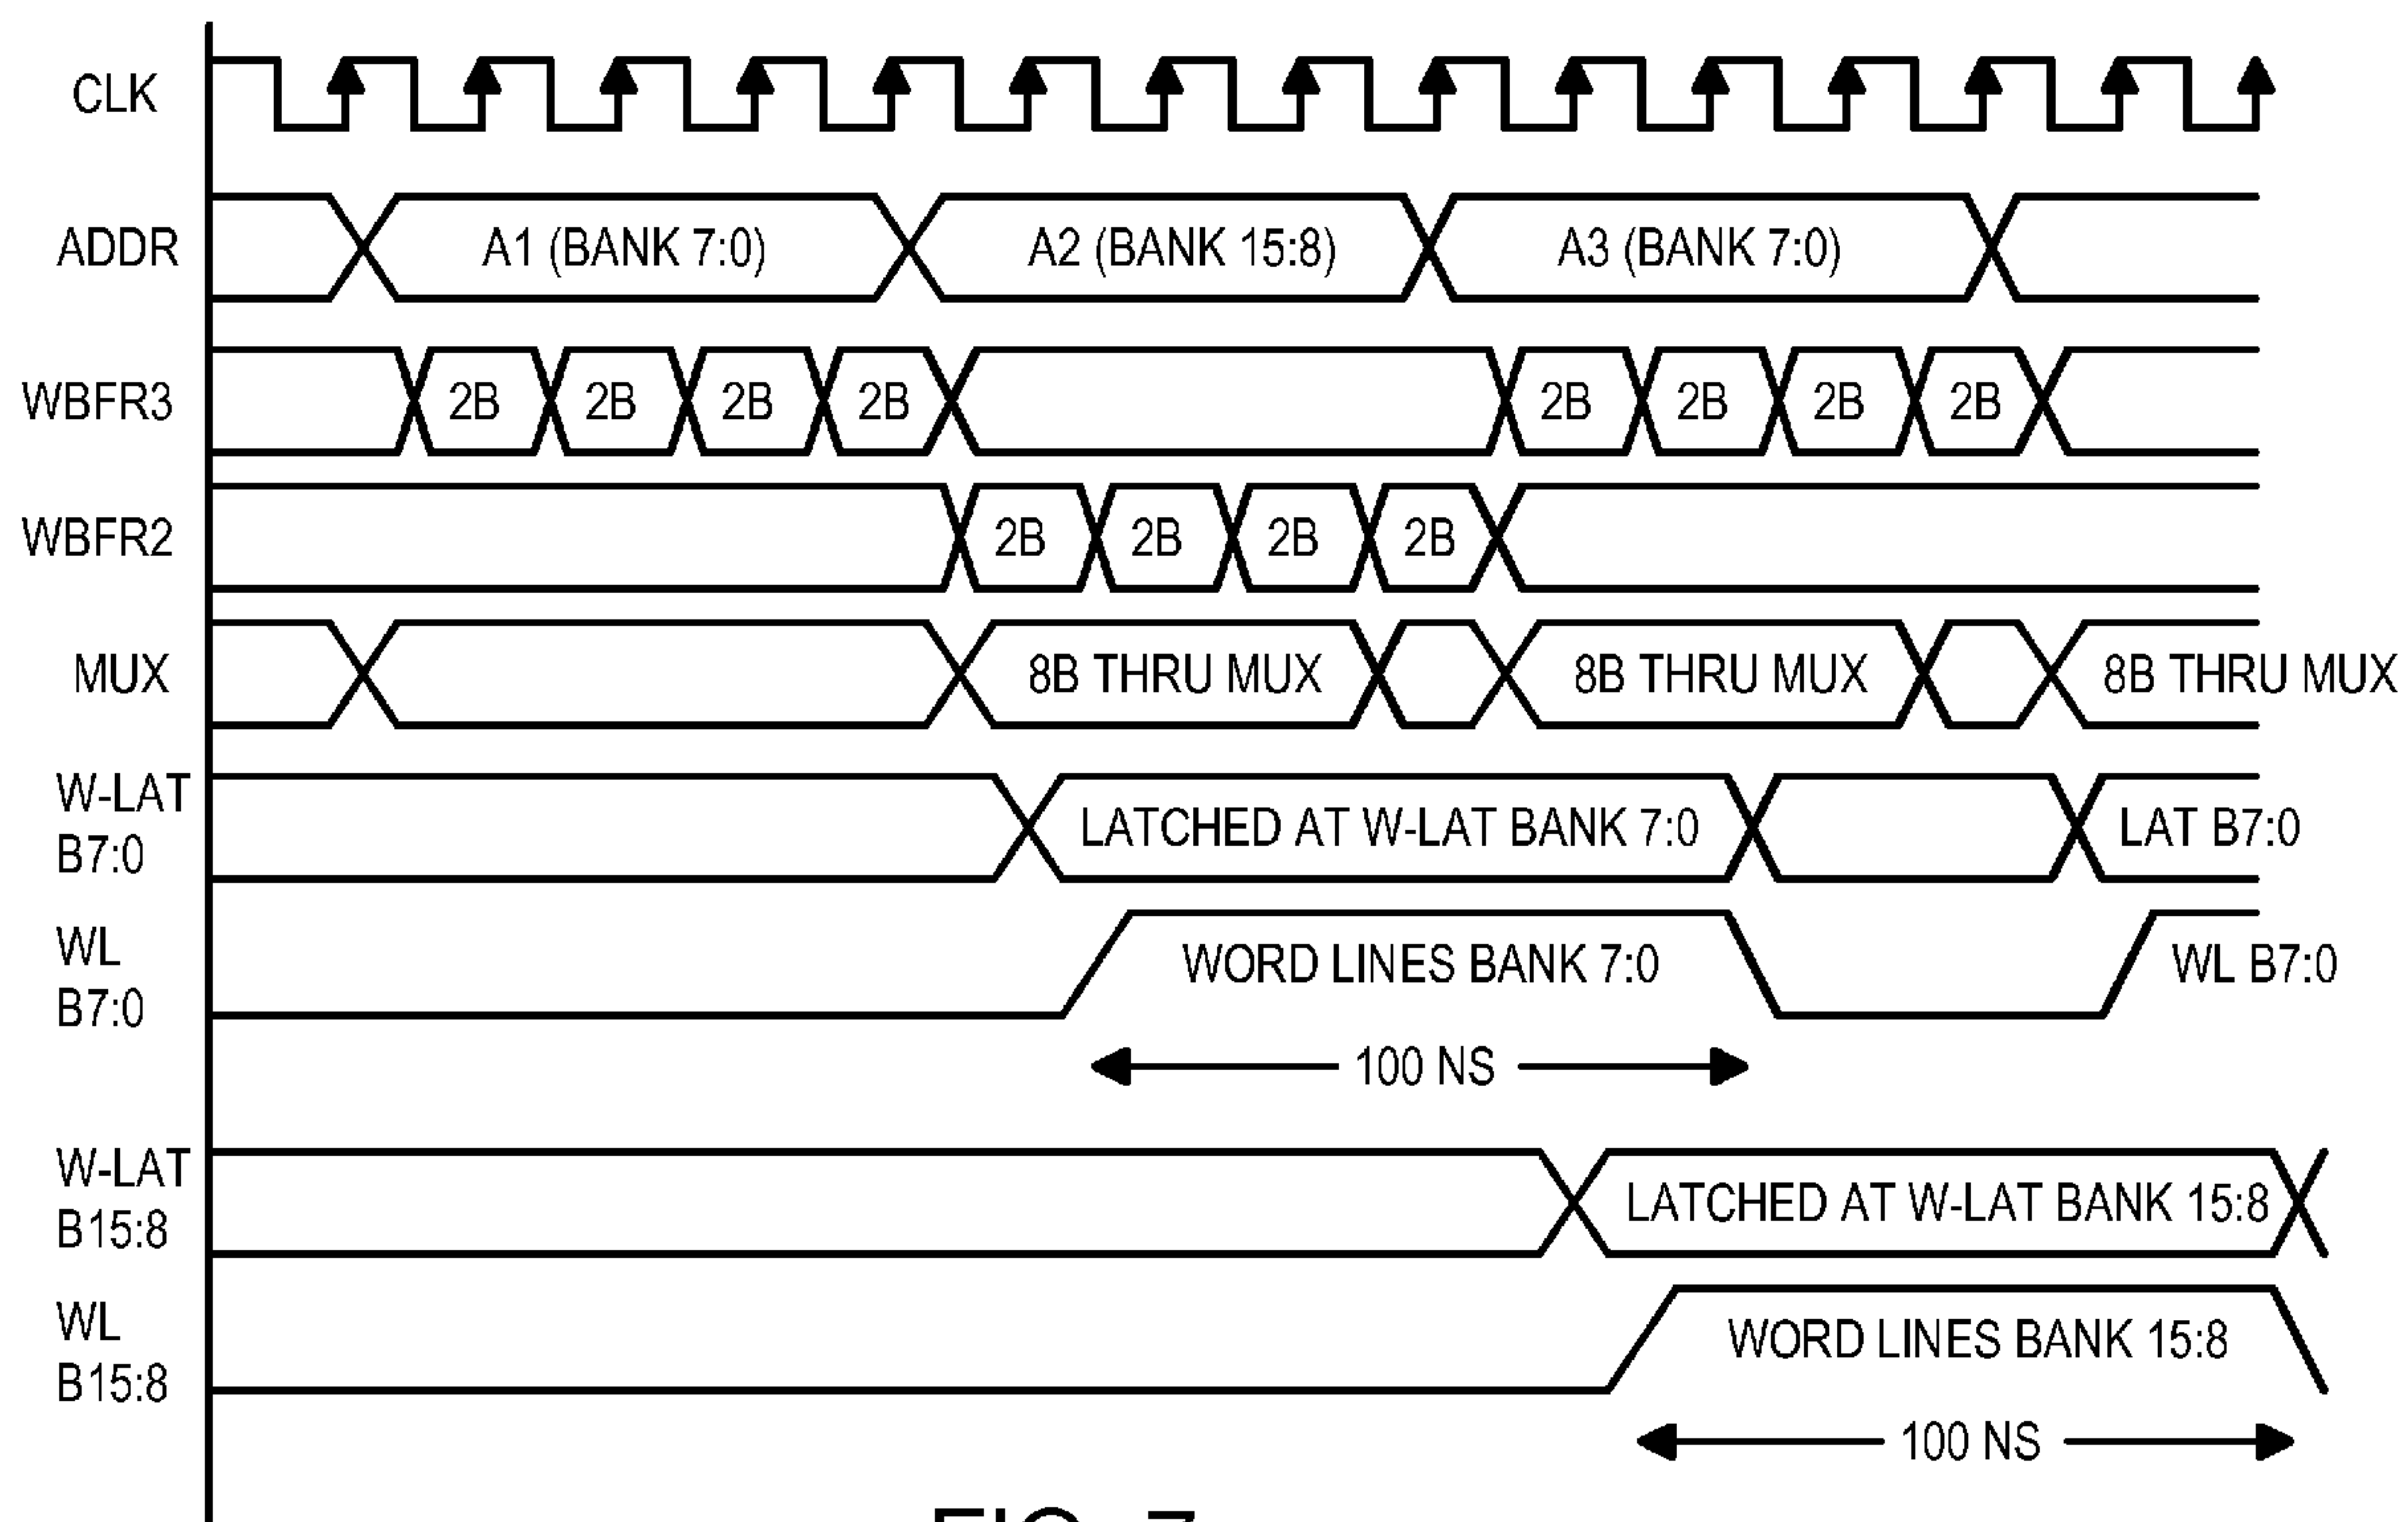 CLK
ADDR A1 (BANK 7:0) A2 (BANK 15:8) A3 (BANK 7:0)
WBFR3 2B 2B 2B 2B 2B 2B 2B 2B
WBFR2 2B 2B 2B 2B
MUX 8B THRU MUX 8B THRU MUX 8B THRU MUX
W-LAT
B7:0
LATCHED AT W-LAT BANK 7:0 LAT B7:0
WL
B7:0
WORD LINES BANK 7:0 WL B7:0
100 NS
W-LAT
B15:8
LATCHED AT W-LAT BANK 15:8
WL
B15:8
WORD LINES BANK 15:8
100 NS